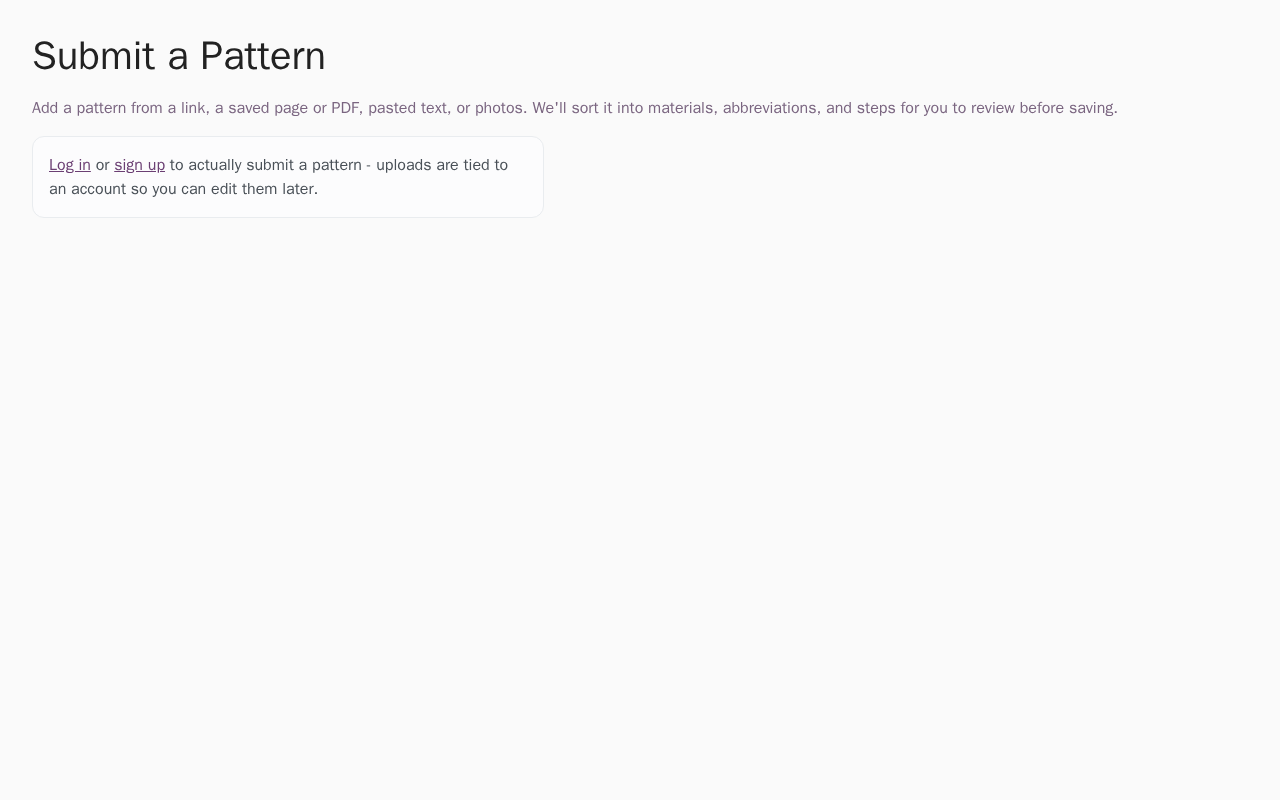 Submit a Pattern
Add a pattern from a link, a saved page or PDF, pasted text, or photos. We'll sort it into materials, abbreviations, and steps for you to review before saving.
Log in or sign up to actually submit a pattern - uploads are tied to
an account so you can edit them later.